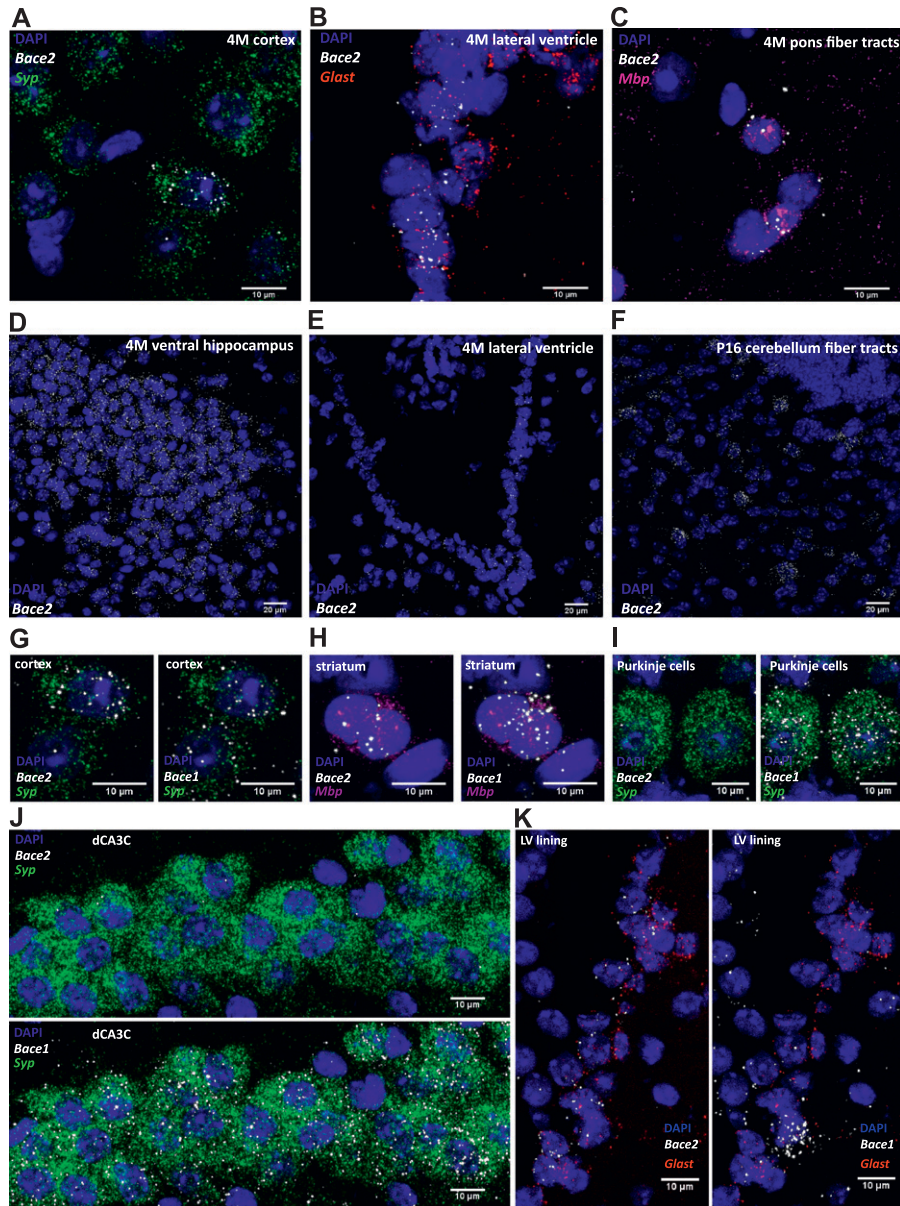 A
DAPI
Bace2
Syp
4M cortex
10 µm
B
DAPI
Bace2
Glast
4M lateral ventricle
10 µm
C
DAPI
Bace2
Mbp
4M pons fiber tracts
10 µm
D
4M ventral hippocampus
DAPI
Bace2
20 µm
E
4M lateral ventricle
DAPI
Bace2
20 µm
F
P16 cerebellum fiber tracts
DAPI
Bace2
20 µm
G
cortex
DAPI
Bace2
Syp
10 µm
cortex
DAPI
Bace1
Syp
10 µm
H
striatum
DAPI
Bace2
Mbp
10 µm
striatum
DAPI
Bace1
Mbp
10 µm
I
Purkinje cells
DAPI
Bace2
Syp
10 µm
Purkinje cells
DAPI
Bace1
Syp
10 µm
J
DAPI
Bace2
Syp
dCA3C
10 µm
DAPI
Bace1
Syp
dCA3C
10 µm
K
LV lining
DAPI
Bace2
Glast
10 µm
LV lining
DAPI
Bace1
Glast
10 µm